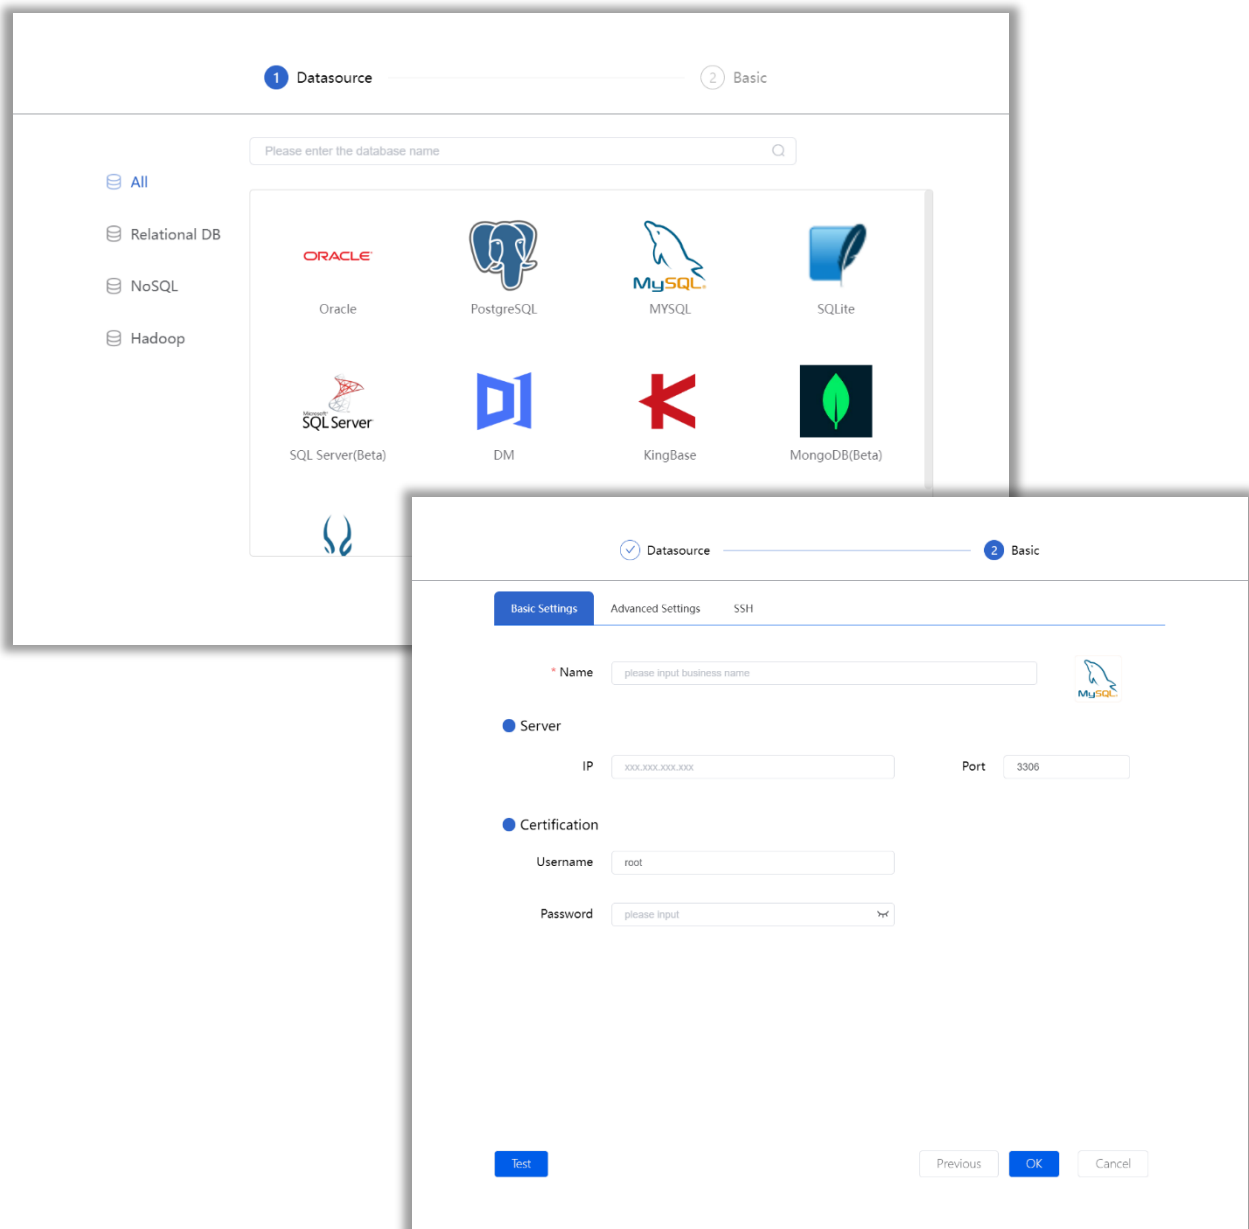 1 Datasource
2 Basic
Please enter the database name
All
Relational DB
NoSQL
Hadoop
ORACLE
MySQL
Oracle
PostgreSQL
MYSQL
SQLite
Microsoft
SQL Server
SQL Server(Beta)
DM
KingBase
MongoDB(Beta)
Datasource
2 Basic
Basic Settings
Advanced Settings
SSH
* Name
please input business name
MySQL
Server
IP
xxx.xxx.xxx.xxx
Port
3306
Certification
Username
root
Password
please input
Test
Previous
OK
Cancel